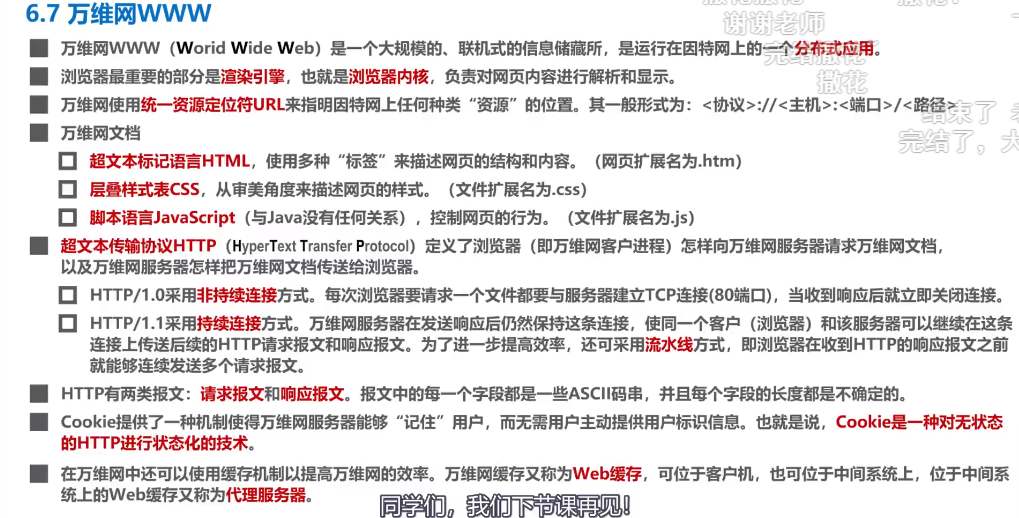 6.7 万维网WWW
撒花撒花
撒花!
谢谢老师
万维网WWW（Worid Wide Web）是一个大规模的、联机式的信息储藏所，是运行在因特网上的一个分布式应用。
完结撒花
浏览器最重要的部分是渲染引擎，也就是浏览器内核，负责对网页内容进行解析和显示。
撒花
万维网使用统一资源定位符URL来指明因特网上任何种类“资源”的位置。其一般形式为：<协议>://<主机>:<端口>/<路径>
结束了
万维网文档
完结了，大
超文本标记语言HTML，使用多种“标签”来描述网页的结构和内容。（网页扩展名为.htm）
层叠样式表CSS，从审美角度来描述网页的样式。（文件扩展名为.css）
脚本语言JavaScript（与Java没有任何关系），控制网页的行为。（文件扩展名为.js）
超文本传输协议HTTP（HyperText Transfer Protocol）定义了浏览器（即万维网客户进程）怎样向万维网服务器请求万维网文档，
以及万维网服务器怎样把万维网文档传送给浏览器。
HTTP/1.0采用非持续连接方式。每次浏览器要请求一个文件都要与服务器建立TCP连接(80端口)，当收到响应后就立即关闭连接。
HTTP/1.1采用持续连接方式。万维网服务器在发送响应后仍然保持这条连接，使同一个客户（浏览器）和该服务器可以继续在这条
连接上传送后续的HTTP请求报文和响应报文。为了进一步提高效率，还可采用流水线方式，即浏览器在收到HTTP的响应报文之前
就能够连续发送多个请求报文。
HTTP有两类报文：请求报文和响应报文。报文中的每一个字段都是一些ASCII码串，并且每个字段的长度都是不确定的。
Cookie提供了一种机制使得万维网服务器能够“记住”用户，而无需用户主动提供用户标识信息。也就是说，Cookie是一种对无状态
的HTTP进行状态化的技术。
在万维网中还可以使用缓存机制以提高万维网的效率。万维网缓存又称为Web缓存，可位于客户机，也可位于中间系统上，位于中间系
统上的Web缓存又称为代理服务器。
同学们，我们下节课再见！